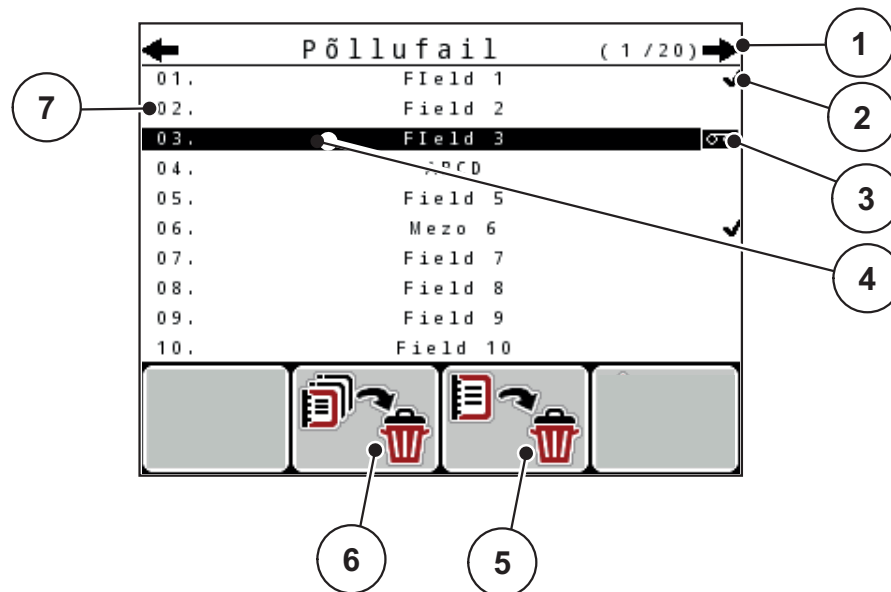 Põllufail (1/20)
01. FIeld 1
02. Field 2
03. FIeld 3
04. ABCD
05. Field 5
06. Mezo 6
07. Field 7
08. Field 8
09. Field 9
10. Field 10
1
2
3
4
5
6
7